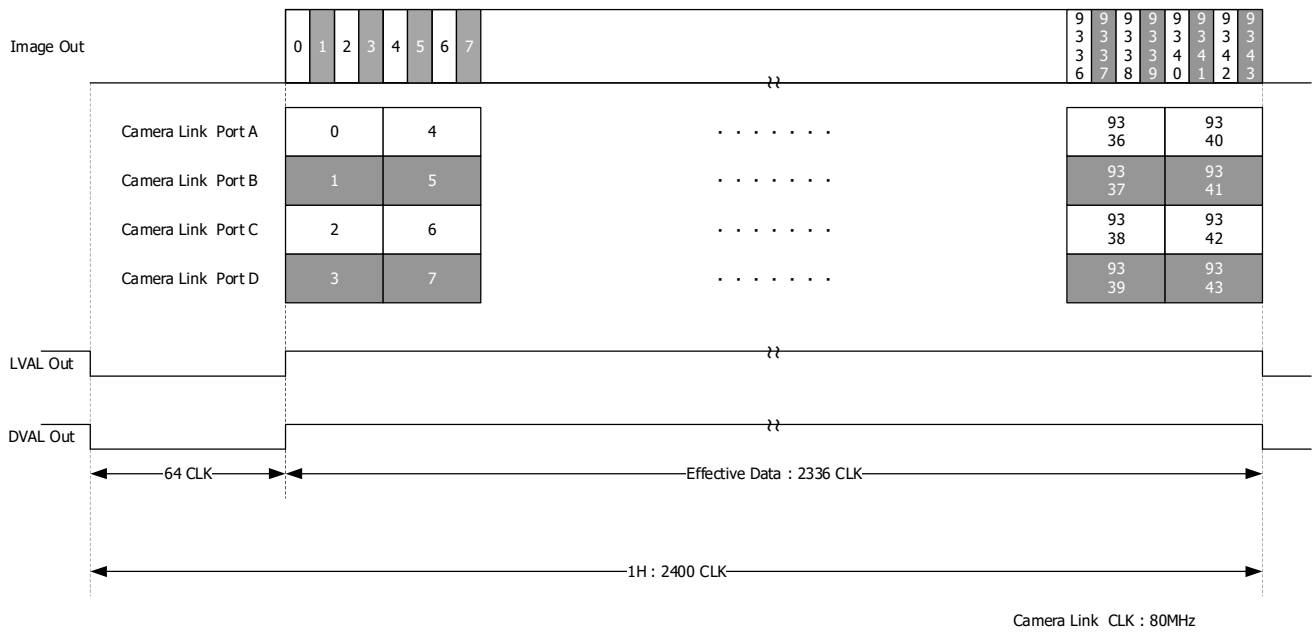 Image Out
0 1 2 3 4 5 6 7
9336 9337 9338 9339 9340 9341 9342 9343
Camera Link Port A
0 4 . . . . . . . 93 36 93 40
Camera Link Port B
1 5 . . . . . . . 93 37 93 41
Camera Link Port C
2 6 . . . . . . . 93 38 93 42
Camera Link Port D
3 7 . . . . . . . 93 39 93 43
LVAL Out
DVAL Out
64 CLK
Effective Data : 2336 CLK
1H : 2400 CLK
Camera Link CLK : 80MHz